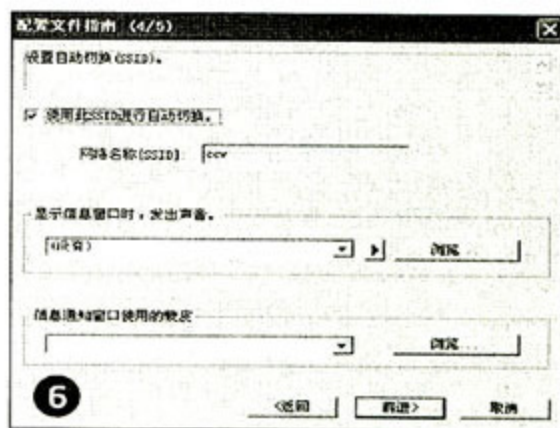 配置文件指南 (4/5)
设置自动切换(SSID)。
使用此SSID进行自动切换。
网络名称(SSID): ccw
显示信息窗口时，发出声音。
(没有)
浏览...
信息通知窗口使用的软皮
浏览...
6
<返回 前进> 取消